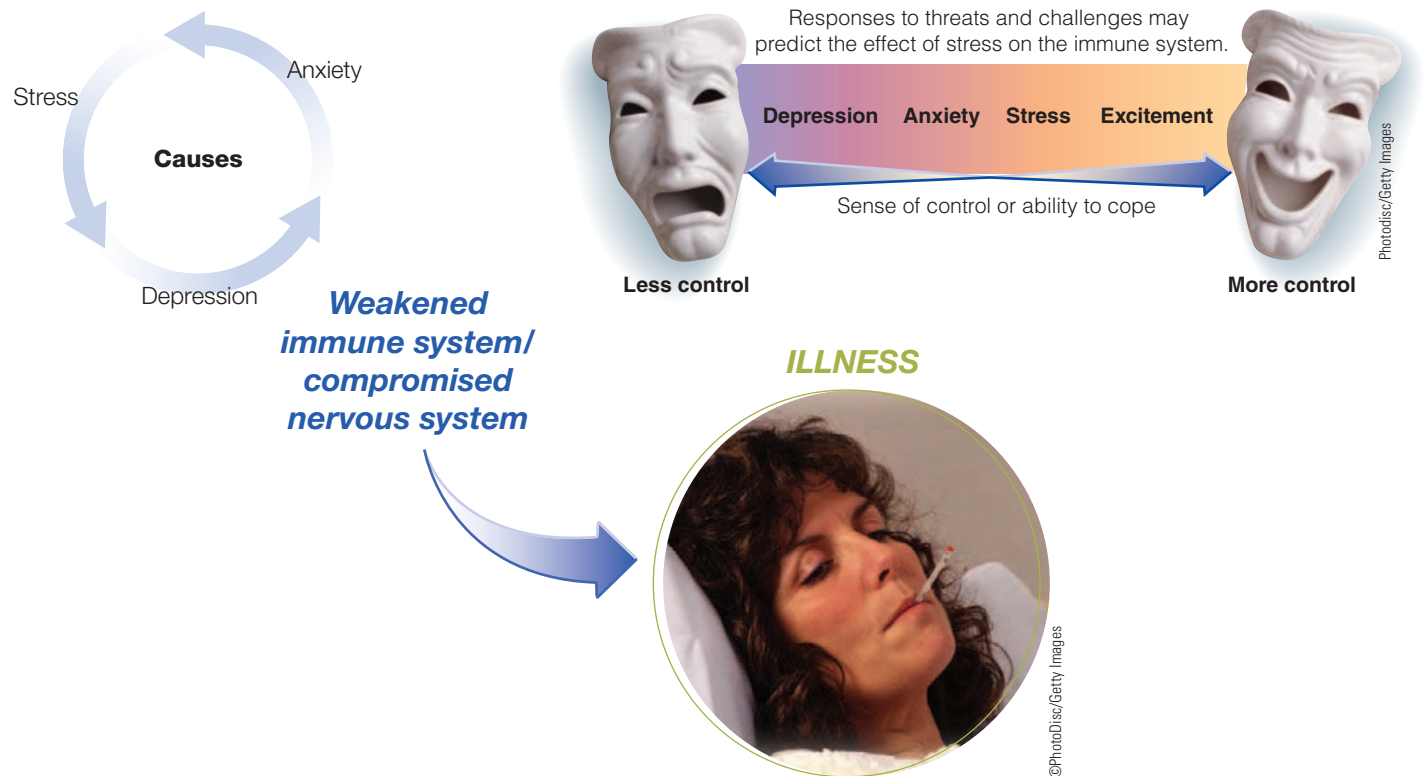 Anxiety
Stress
Causes
Depression
Responses to threats and challenges may
predict the effect of stress on the immune system.
Depression Anxiety Stress Excitement
Sense of control or ability to cope
Less control
More control
Photodisc/Getty Images
Weakened
immune system/
compromised
nervous system
ILLNESS
©PhotoDisc/Getty Images